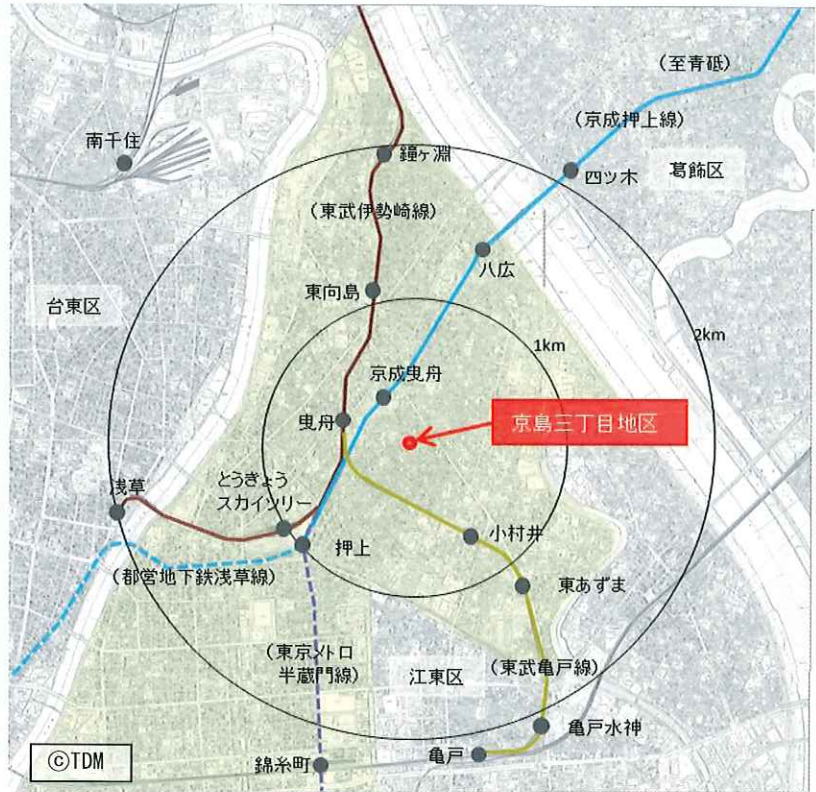 (至青砥)
(京成押上線)
南千住
鐘ヶ淵
四ツ木
葛飾区
(東武伊勢崎線)
八広
東向島
台東区
1km
2km
京成曳舟
曳舟
京島三丁目地区
とうきょう
スカイツリー
浅草
押上
小村井
(都営地下鉄浅草線)
東あずま
(東京メトロ
半蔵門線)
江東区
(東武亀戸線)
亀戸水神
亀戸
錦糸町
©TDM